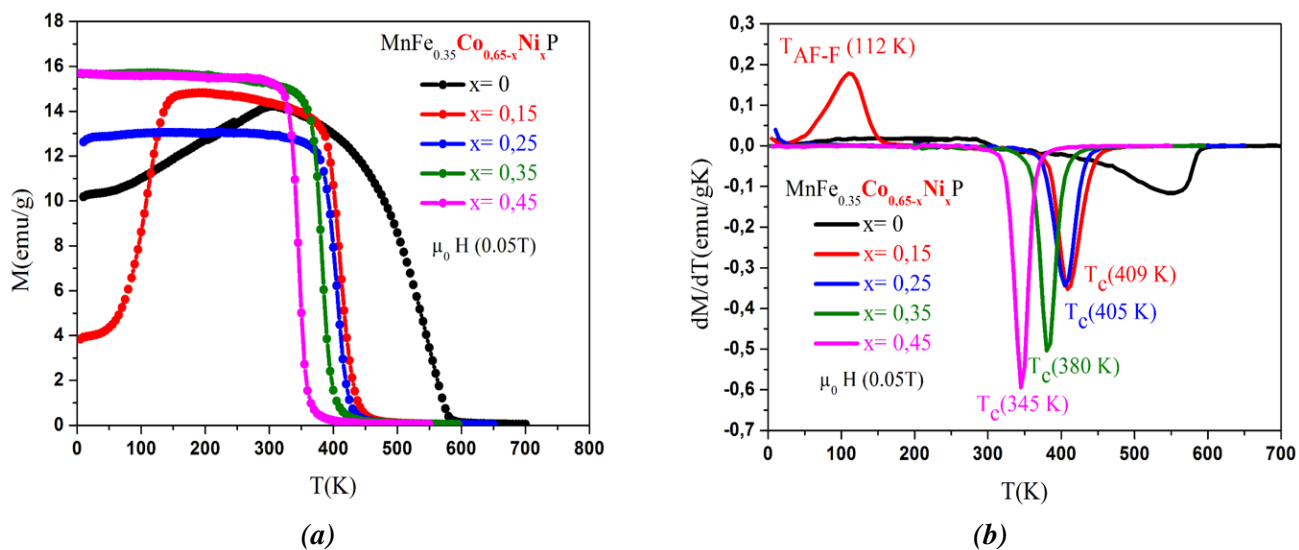 18
16
14
12
10
8
6
4
2
0
M(emu/g)
0 100 200 300 400 500 600 700 800
T(K)
MnFe0.35Co0,65-xNixP
x= 0
x= 0,15
x= 0,25
x= 0,35
x= 0,45
μ0 H (0.05T)
(a)
0,3
0,2
0,1
0,0
-0,1
-0,2
-0,3
-0,4
-0,5
-0,6
-0,7
dM/dT(emu/gK)
0 100 200 300 400 500 600 700
T(K)
TAF-F (112 K)
MnFe0.35Co0,65-xNixP
x= 0
x= 0,15
x= 0,25
x= 0,35
x= 0,45
μ0 H (0.05T)
Tc(409 K)
Tc(405 K)
Tc(380 K)
Tc(345 K)
(b)